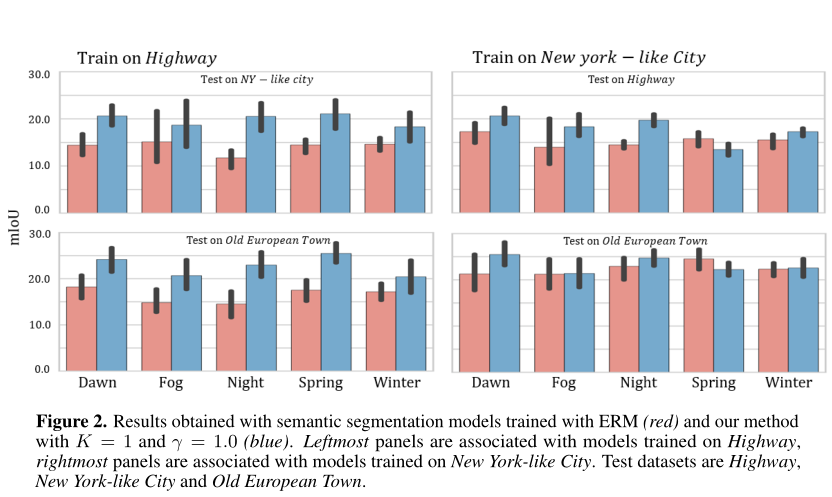 Train on Highway
Train on New york − like City
30.0
Test on NY − like city
Test on Highway
20.0
10.0
0.0
mIoU
30.0
Test on Old European Town
Test on Old European Town
20.0
10.0
0.0
Dawn Fog Night Spring Winter
Dawn Fog Night Spring Winter
Figure 2. Results obtained with semantic segmentation models trained with ERM (red) and our method
with K = 1 and γ = 1.0 (blue). Leftmost panels are associated with models trained on Highway,
rightmost panels are associated with models trained on New York-like City. Test datasets are Highway,
New York-like City and Old European Town.